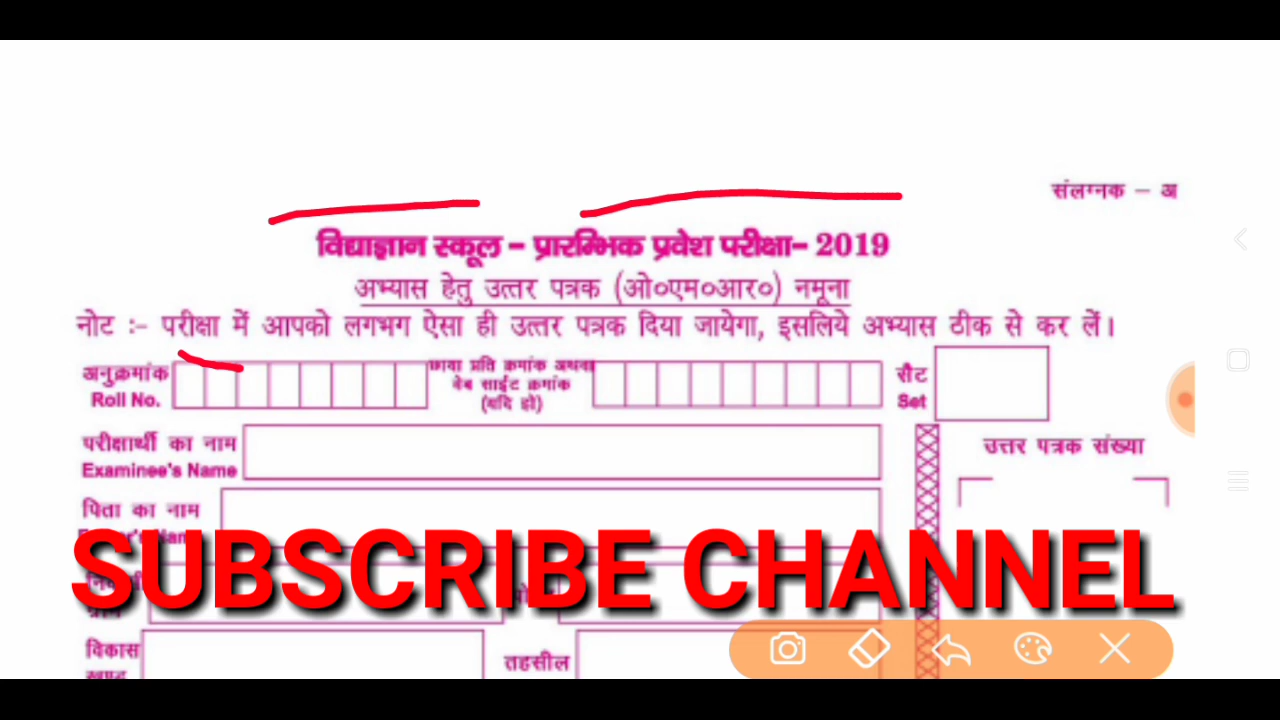 संलग्नक – अ
विद्याज्ञान स्कूल – प्रारम्भिक प्रवेश परीक्षा– 2019
अभ्यास हेतु उत्तर पत्रक (ओ०एम०आर०) नमूना
नोट :– परीक्षा में आपको लगभग ऐसा ही उत्तर पत्रक दिया जायेगा, इसलिये अभ्यास ठीक से कर लें।
अनुक्रमांक
Roll No.
छाया प्रति क्रमांक अथवा
वेब साईट क्रमांक
(यदि हो)
सैट
Set
परीक्षार्थी का नाम
Examinee's Name
उत्तर पत्रक संख्या
पिता का नाम
SUBSCRIBE CHANNEL
विकास
तहसील